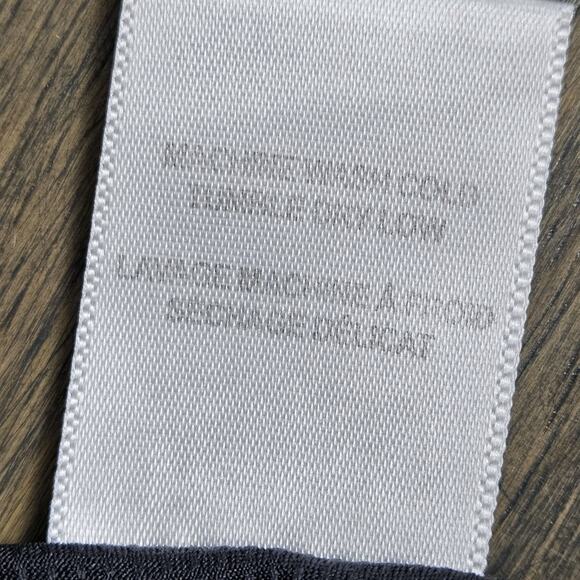 MACHINE WASH COLD
TUMBLE DRY LOW
LAVAGE MACHINE À FROID
SÉCHAGE DÉLICAT